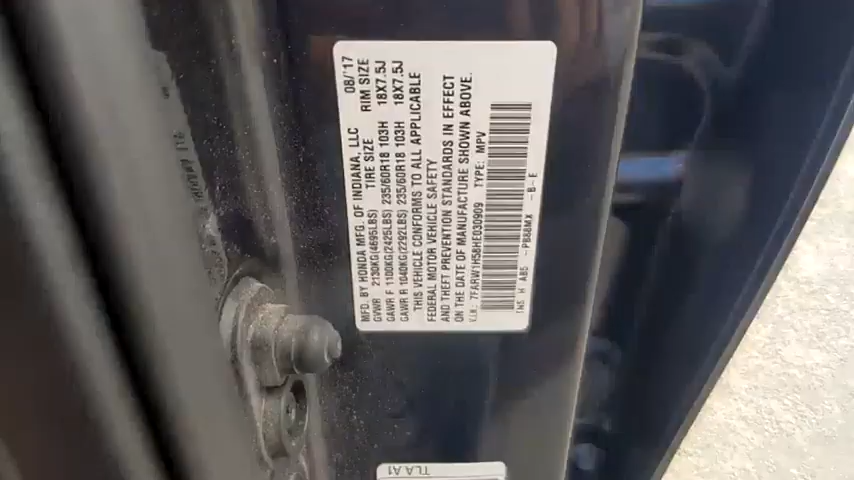 MFD. BY HONDA MFG. OF INDIANA, LLC 08/'17
GVWR 2130KG(4695LBS) TIRE SIZE RIM SIZE
GAWR F 1100KG(2425LBS) 235/60R18 103H 18X7.5J
GAWR R 1040KG(2292LBS) 235/60R18 103H 18X7.5J
THIS VEHICLE CONFORMS TO ALL APPLICABLE
FEDERAL MOTOR VEHICLE SAFETY
AND THEFT PREVENTION STANDARDS IN EFFECT
ON THE DATE OF MANUFACTURE SHOWN ABOVE.
V.I.N.: 7FARW1H58HE030909 TYPE: MPV
INS H AB5 -PB88MX -B-E
TLA A1